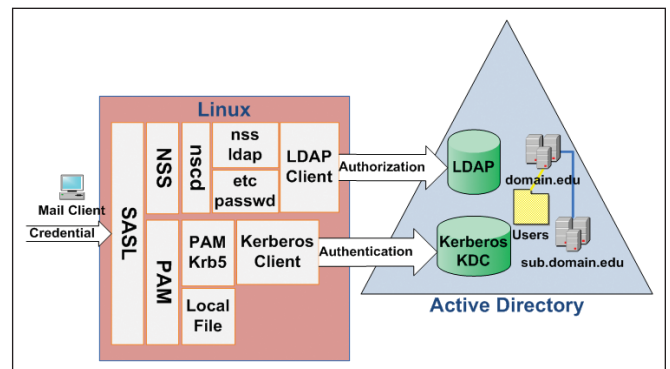 Linux
Mail Client
Credential
SASL
NSS
nscd
nss
ldap
etc
passwd
LDAP
Client
Authorization
PAM
PAM
Krb5
Local
File
Kerberos
Client
Authentication
LDAP
domain.edu
Users
Kerberos
KDC
sub.domain.edu
Active Directory